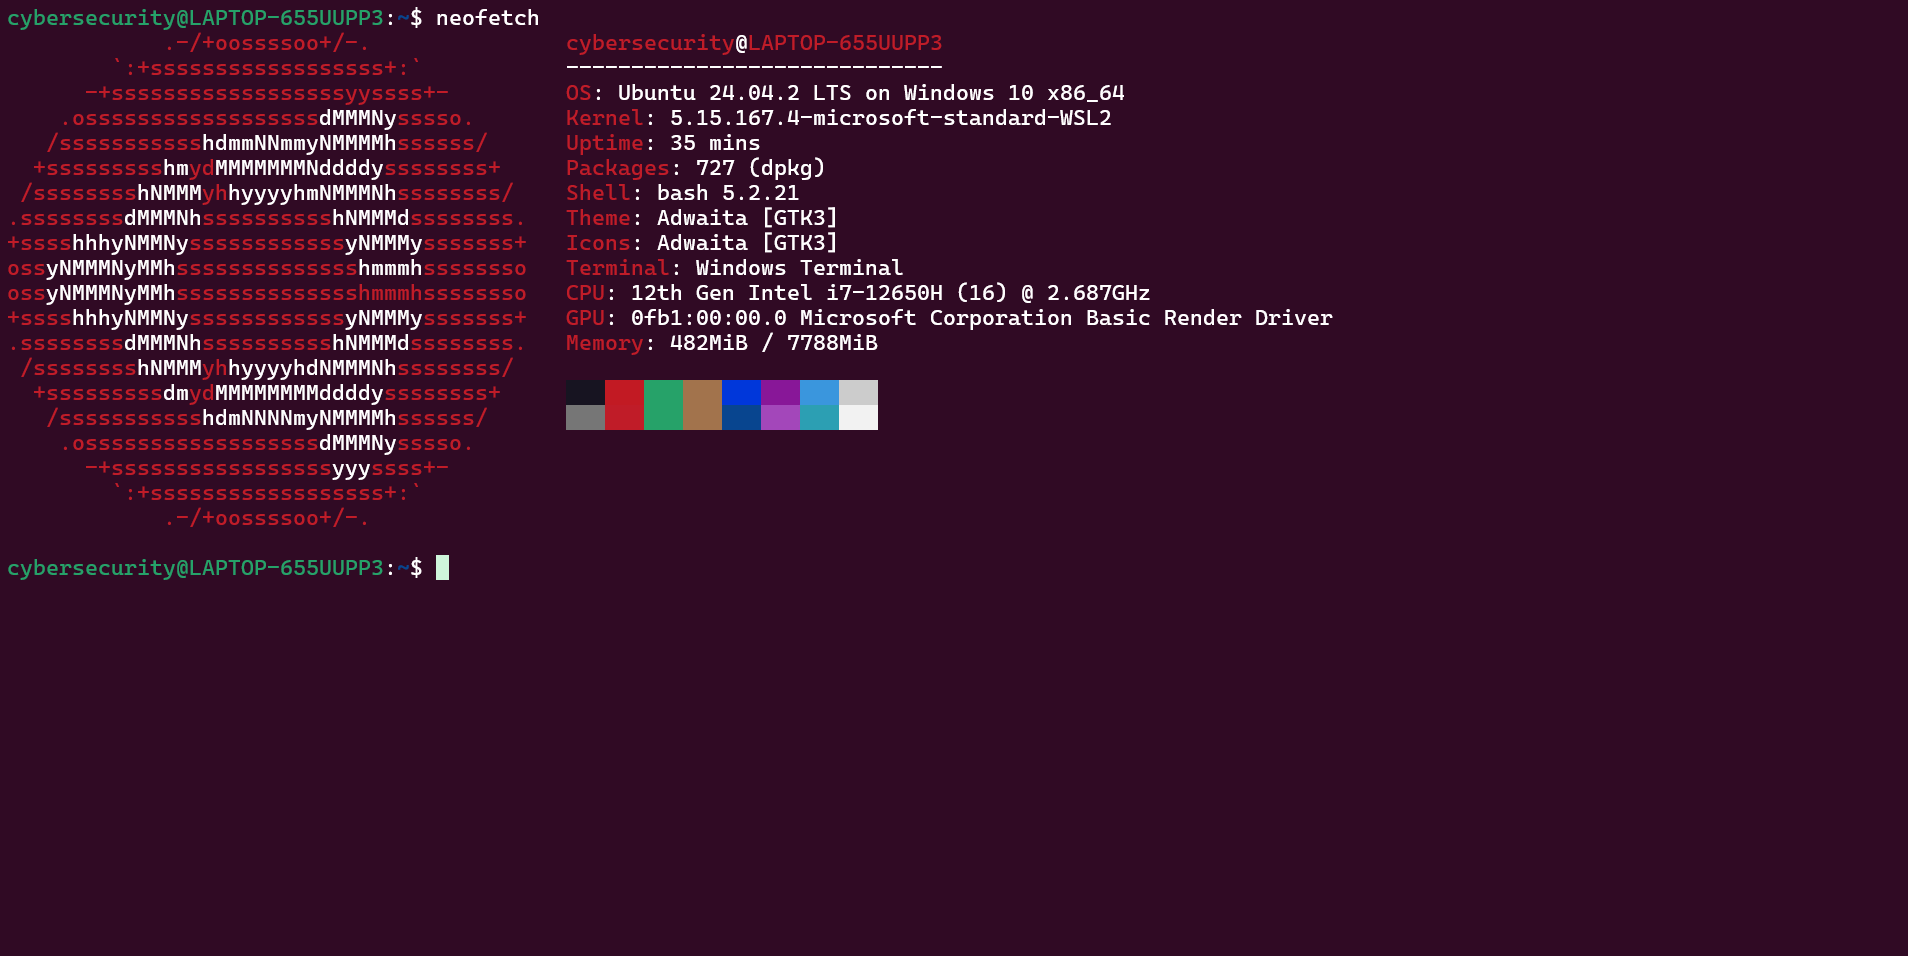 cybersecurity@LAPTOP-655UUPP3:~$ neofetch
            .-/+oossssoo+/-.               cybersecurity@LAPTOP-655UUPP3
        `:+ssssssssssssssssss+:`           -----------------------------
      -+ssssssssssssssssssyyssss+-         OS: Ubuntu 24.04.2 LTS on Windows 10 x86_64
    .ossssssssssssssssssdMMMNysssso.       Kernel: 5.15.167.4-microsoft-standard-WSL2
   /ssssssssssshdmmNNmmyNMMMMhssssss/      Uptime: 35 mins
  +ssssssssshmydMMMMMMMNddddyssssssss+     Packages: 727 (dpkg)
 /sssssssshNMMMyhhyyyyhmNMMMNhssssssss/    Shell: bash 5.2.21
.ssssssssdMMMNhsssssssssshNMMMdssssssss.   Theme: Adwaita [GTK3]
+sssshhhyNMMNyssssssssssssyNMMMysssssss+   Icons: Adwaita [GTK3]
ossyNMMMNyMMhsssssssssssssshmmmhssssssso   Terminal: Windows Terminal
ossyNMMMNyMMhsssssssssssssshmmmhssssssso   CPU: 12th Gen Intel i7-12650H (16) @ 2.687GHz
+sssshhhyNMMNyssssssssssssyNMMMysssssss+   GPU: 0fb1:00:00.0 Microsoft Corporation Basic Render Driver
.ssssssssdMMMNhsssssssssshNMMMdssssssss.   Memory: 482MiB / 7788MiB
 /sssssssshNMMMyhhyyyyhdNMMMNhssssssss/
  +sssssssssdmydMMMMMMMMddddyssssssss+
   /ssssssssssshdmNNNNmyNMMMMhssssss/
    .ossssssssssssssssssdMMMNysssso.
      -+sssssssssssssssssyyyssss+-
        `:+ssssssssssssssssss+:`
            .-/+oossssoo+/-.
cybersecurity@LAPTOP-655UUPP3:~$